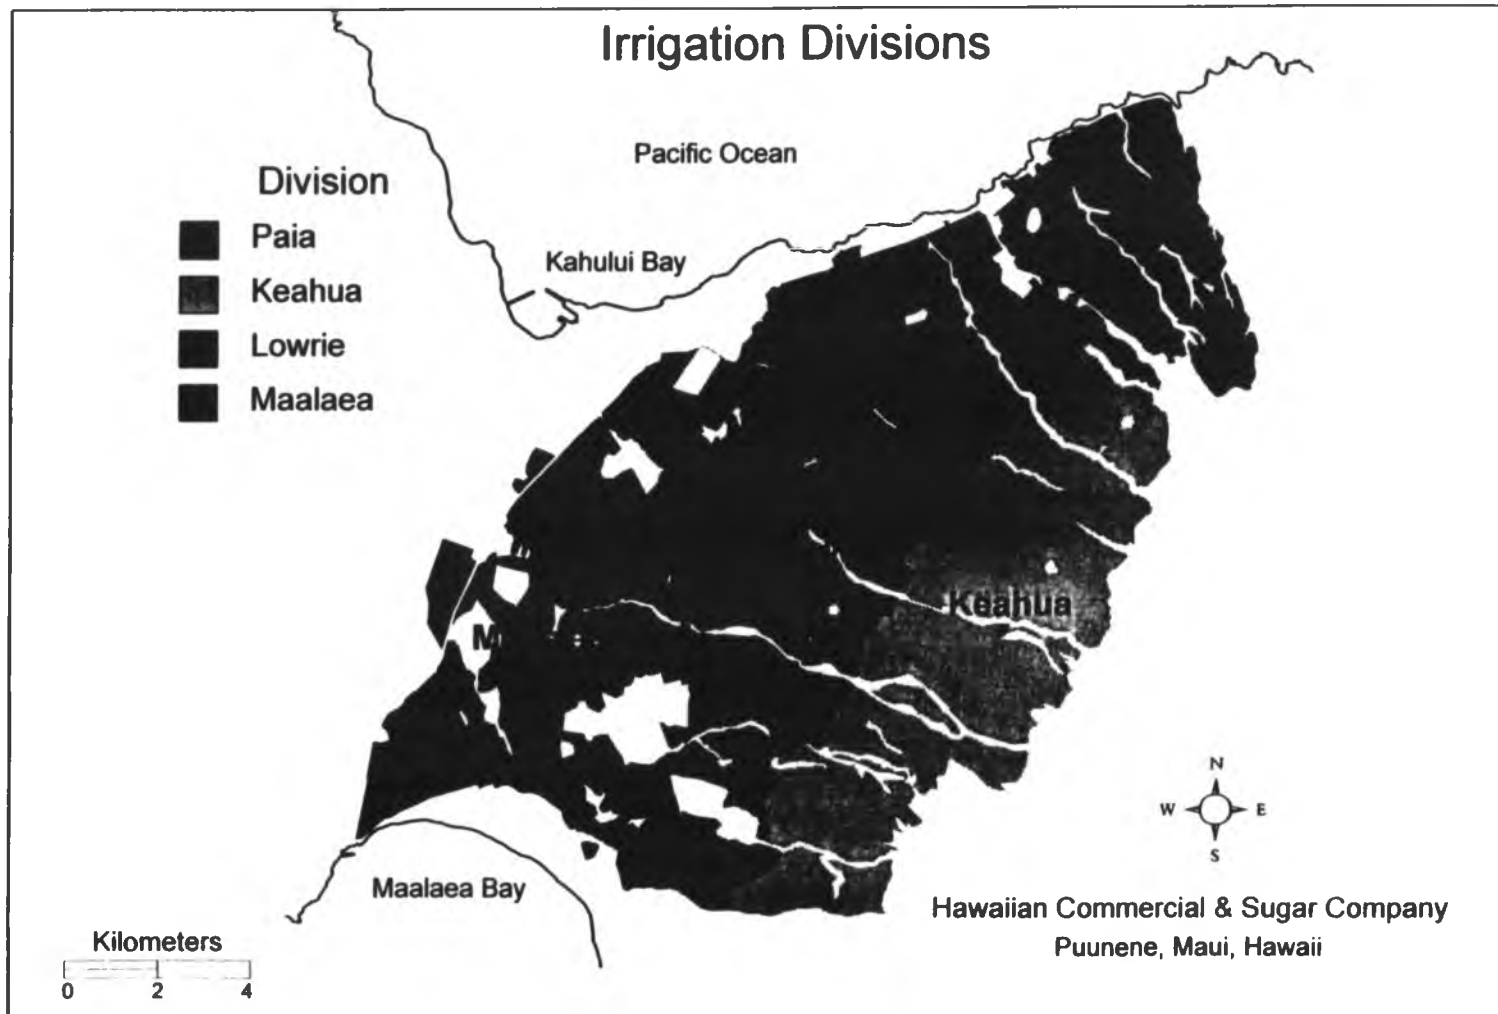 Irrigation Divisions
Pacific Ocean
Division
Paia
Keahua
Lowrie
Maalaea
Kahului Bay
Keahua
N
W E
S
Maalaea Bay
Hawaiian Commercial & Sugar Company
Puunene, Maui, Hawaii
Kilometers
0 2 4